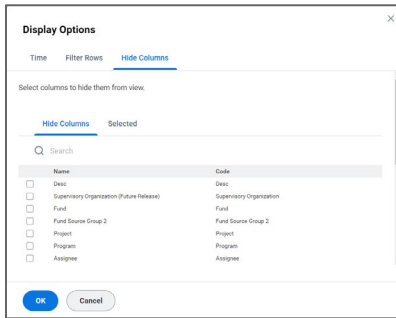 Display Options
Time Filter Rows Hide Columns
Select columns to hide them from view.
Hide Columns Selected
Search
Name Code
Desc Desc
Supervisory Organization (Future Release) Supervisory Organization
Fund Fund
Fund Source Group 2 Fund Source Group 2
Project Project
Program Program
Assignee Assignee
OK Cancel